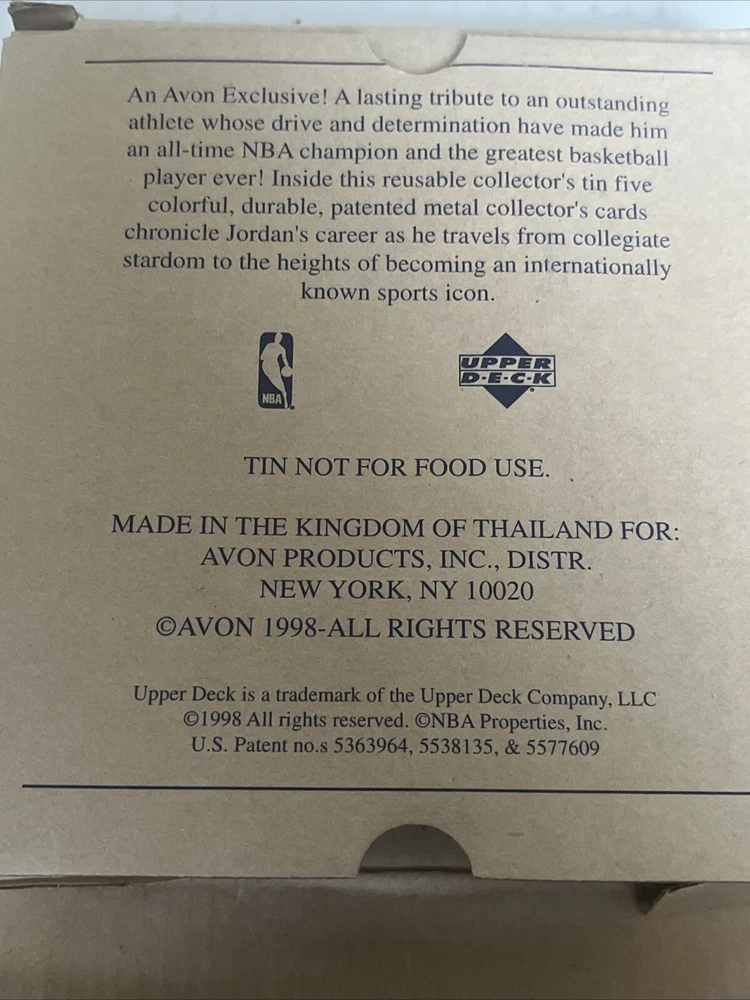 An Avon Exclusive! A lasting tribute to an outstanding
athlete whose drive and determination have made him
an all-time NBA champion and the greatest basketball
player ever! Inside this reusable collector's tin five
colorful, durable, patented metal collector's cards
chronicle Jordan's career as he travels from collegiate
stardom to the heights of becoming an internationally
known sports icon.
NBA
UPPER
D·E·C·K
TIN NOT FOR FOOD USE.
MADE IN THE KINGDOM OF THAILAND FOR:
AVON PRODUCTS, INC., DISTR.
NEW YORK, NY 10020
©AVON 1998-ALL RIGHTS RESERVED
Upper Deck is a trademark of the Upper Deck Company, LLC
©1998 All rights reserved. ©NBA Properties, Inc.
U.S. Patent no.s 5363964, 5538135, & 5577609